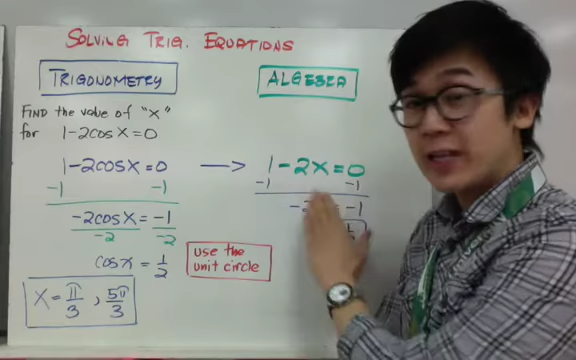 SOLVING TRIG. EQUATIONS
TRIGONOMETRY
FIND the value of "X"
for 1-2cosX=0
1-2cosX=0
-1 -1
-2cosX = -1
-2 -2
cosX = 1/2
X = π/3 , 5π/3
use the
unit circle
→
ALGEBRA
1-2x=0
-1 -1
= -1